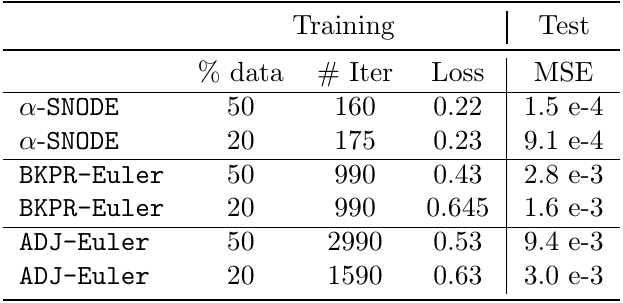 Training Test
% data # Iter Loss MSE
α-SNODE 50 160 0.22 1.5 e-4
α-SNODE 20 175 0.23 9.1 e-4
BKPR-Euler 50 990 0.43 2.8 e-3
BKPR-Euler 20 990 0.645 1.6 e-3
ADJ-Euler 50 2990 0.53 9.4 e-3
ADJ-Euler 20 1590 0.63 3.0 e-3